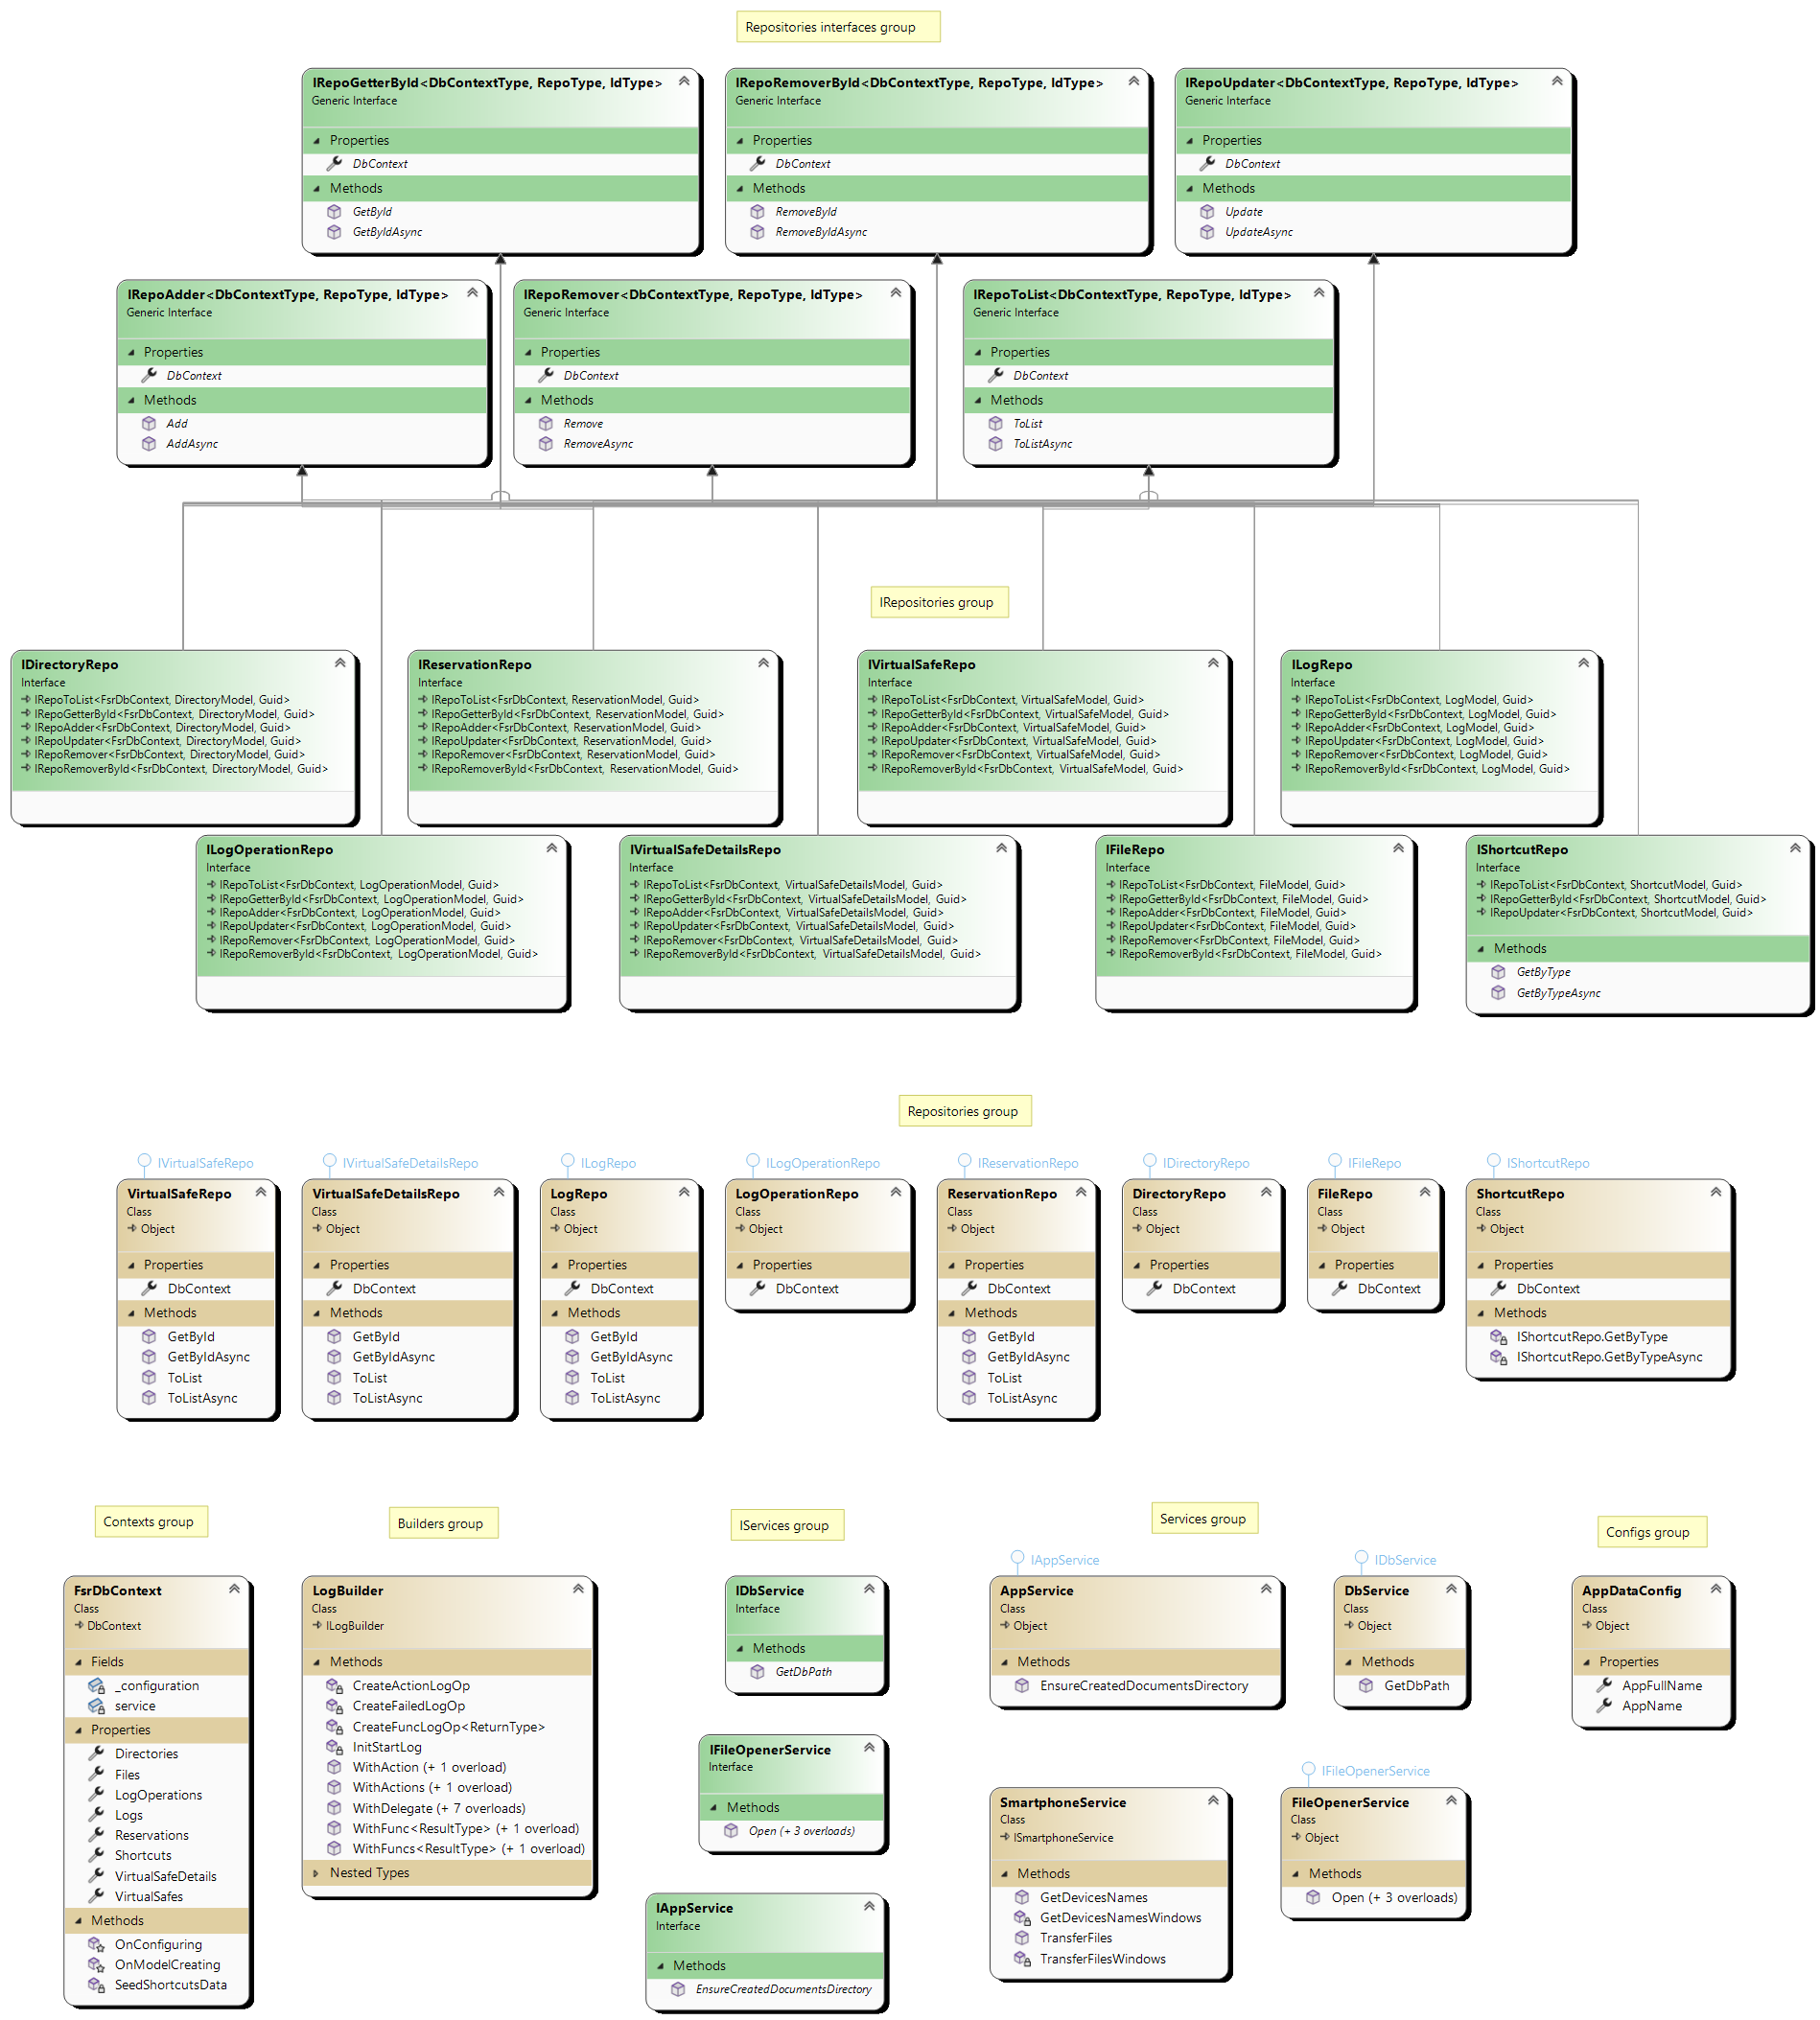 Repositories interfaces group
IRepoGetterById<DbContextType, RepoType, IdType>
Generic Interface
Properties
DbContext
Methods
GetById
GetByIdAsync
IRepoRemoverById<DbContextType, RepoType, IdType>
Generic Interface
Properties
DbContext
Methods
RemoveById
RemoveByIdAsync
IRepoUpdater<DbContextType, RepoType, IdType>
Generic Interface
Properties
DbContext
Methods
Update
UpdateAsync
IRepoAdder<DbContextType, RepoType, IdType>
Generic Interface
Properties
DbContext
Methods
Add
AddAsync
IRepoRemover<DbContextType, RepoType, IdType>
Generic Interface
Properties
DbContext
Methods
Remove
RemoveAsync
IRepoToList<DbContextType, RepoType, IdType>
Generic Interface
Properties
DbContext
Methods
ToList
ToListAsync
IRepositories group
IDirectoryRepo
Interface
IRepoToList<FsrDbContext, DirectoryModel, Guid>
IRepoGetterById<FsrDbContext, DirectoryModel, Guid>
IRepoAdder<FsrDbContext, DirectoryModel, Guid>
IRepoUpdater<FsrDbContext, DirectoryModel, Guid>
IRepoRemover<FsrDbContext, DirectoryModel, Guid>
IRepoRemoverById<FsrDbContext, DirectoryModel, Guid>
IReservationRepo
Interface
IRepoToList<FsrDbContext, ReservationModel, Guid>
IRepoGetterById<FsrDbContext, ReservationModel, Guid>
IRepoAdder<FsrDbContext, ReservationModel, Guid>
IRepoUpdater<FsrDbContext, ReservationModel, Guid>
IRepoRemover<FsrDbContext, ReservationModel, Guid>
IRepoRemoverById<FsrDbContext, ReservationModel, Guid>
IVirtualSafeRepo
Interface
IRepoToList<FsrDbContext, VirtualSafeModel, Guid>
IRepoGetterById<FsrDbContext, VirtualSafeModel, Guid>
IRepoAdder<FsrDbContext, VirtualSafeModel, Guid>
IRepoUpdater<FsrDbContext, VirtualSafeModel, Guid>
IRepoRemover<FsrDbContext, VirtualSafeModel, Guid>
IRepoRemoverById<FsrDbContext, VirtualSafeModel, Guid>
ILogRepo
Interface
IRepoToList<FsrDbContext, LogModel, Guid>
IRepoGetterById<FsrDbContext, LogModel, Guid>
IRepoAdder<FsrDbContext, LogModel, Guid>
IRepoUpdater<FsrDbContext, LogModel, Guid>
IRepoRemover<FsrDbContext, LogModel, Guid>
IRepoRemoverById<FsrDbContext, LogModel, Guid>
ILogOperationRepo
Interface
IRepoToList<FsrDbContext, LogOperationModel, Guid>
IRepoGetterById<FsrDbContext, LogOperationModel, Guid>
IRepoAdder<FsrDbContext, LogOperationModel, Guid>
IRepoUpdater<FsrDbContext, LogOperationModel, Guid>
IRepoRemover<FsrDbContext, LogOperationModel, Guid>
IRepoRemoverById<FsrDbContext, LogOperationModel, Guid>
IVirtualSafeDetailsRepo
Interface
IRepoToList<FsrDbContext, VirtualSafeDetailsModel, Guid>
IRepoGetterById<FsrDbContext, VirtualSafeDetailsModel, Guid>
IRepoAdder<FsrDbContext, VirtualSafeDetailsModel, Guid>
IRepoUpdater<FsrDbContext, VirtualSafeDetailsModel, Guid>
IRepoRemover<FsrDbContext, VirtualSafeDetailsModel, Guid>
IRepoRemoverById<FsrDbContext, VirtualSafeDetailsModel, Guid>
IFileRepo
Interface
IRepoToList<FsrDbContext, FileModel, Guid>
IRepoGetterById<FsrDbContext, FileModel, Guid>
IRepoAdder<FsrDbContext, FileModel, Guid>
IRepoUpdater<FsrDbContext, FileModel, Guid>
IRepoRemover<FsrDbContext, FileModel, Guid>
IRepoRemoverById<FsrDbContext, FileModel, Guid>
IShortcutRepo
Interface
IRepoToList<FsrDbContext, ShortcutModel, Guid>
IRepoGetterById<FsrDbContext, ShortcutModel, Guid>
IRepoUpdater<FsrDbContext, ShortcutModel, Guid>
Methods
GetByType
GetByTypeAsync
Repositories group
IVirtualSafeRepo
VirtualSafeRepo
Class
Object
Properties
DbContext
Methods
GetById
GetByIdAsync
ToList
ToListAsync
IVirtualSafeDetailsRepo
VirtualSafeDetailsRepo
Class
Object
Properties
DbContext
Methods
GetById
GetByIdAsync
ToList
ToListAsync
ILogRepo
LogRepo
Class
Object
Properties
DbContext
Methods
GetById
GetByIdAsync
ToList
ToListAsync
ILogOperationRepo
LogOperationRepo
Class
Object
Properties
DbContext
IReservationRepo
ReservationRepo
Class
Object
Properties
DbContext
Methods
GetById
GetByIdAsync
ToList
ToListAsync
IDirectoryRepo
DirectoryRepo
Class
Object
Properties
DbContext
IFileRepo
FileRepo
Class
Object
Properties
DbContext
IShortcutRepo
ShortcutRepo
Class
Object
Properties
DbContext
Methods
IShortcutRepo.GetByType
IShortcutRepo.GetByTypeAsync
Contexts group
FsrDbContext
Class
DbContext
Fields
_configuration
service
Properties
Directories
Files
LogOperations
Logs
Reservations
Shortcuts
VirtualSafeDetails
VirtualSafes
Methods
OnConfiguring
OnModelCreating
SeedShortcutsData
Builders group
LogBuilder
Class
ILogBuilder
Methods
CreateActionLogOp
CreateFailedLogOp
CreateFuncLogOp<ReturnType>
InitStartLog
WithAction (+ 1 overload)
WithActions (+ 1 overload)
WithDelegate (+ 7 overloads)
WithFunc<ResultType> (+ 1 overload)
WithFuncs<ResultType> (+ 1 overload)
Nested Types
IServices group
IDbService
Interface
Methods
GetDbPath
IFileOpenerService
Interface
Methods
Open (+ 3 overloads)
IAppService
Interface
Methods
EnsureCreatedDocumentsDirectory
Services group
IAppService
AppService
Class
Object
Methods
EnsureCreatedDocumentsDirectory
IDbService
DbService
Class
Object
Methods
GetDbPath
SmartphoneService
Class
ISmartphoneService
Methods
GetDevicesNames
GetDevicesNamesWindows
TransferFiles
TransferFilesWindows
IFileOpenerService
FileOpenerService
Class
Object
Methods
Open (+ 3 overloads)
Configs group
AppDataConfig
Class
Object
Properties
AppFullName
AppName